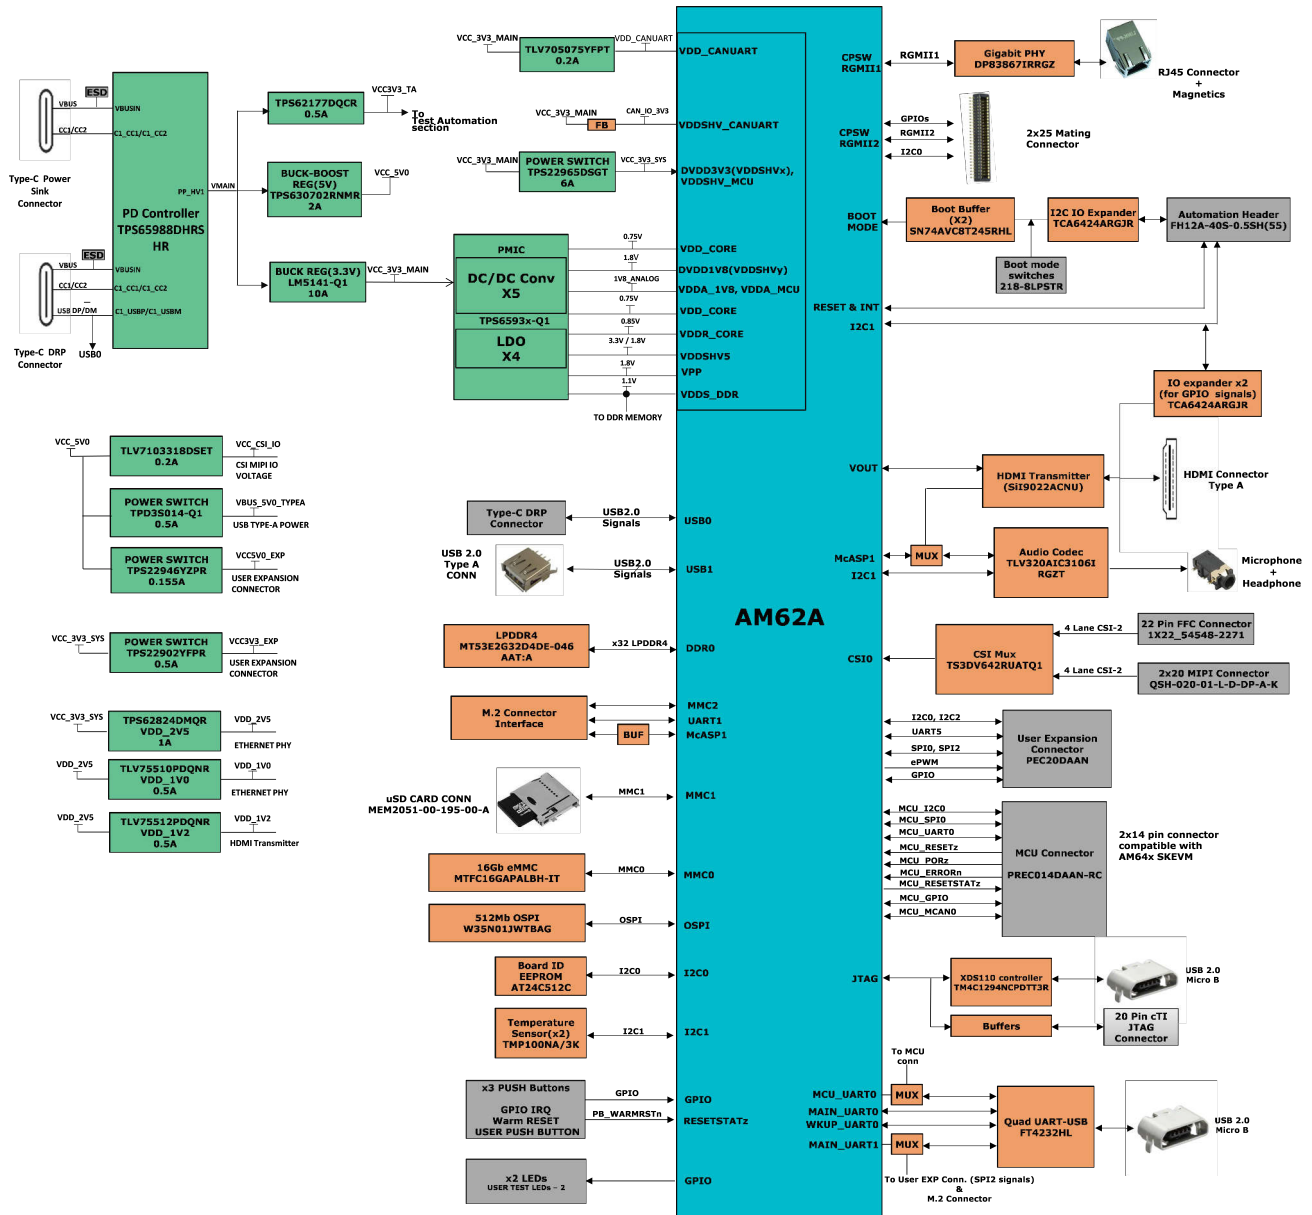 VBUS
ESD
CC1/CC2
Type-C Power
Sink
Connector
VBUS
ESD
CC1/CC2
USB DP/DM
Type-C DRP
Connector
USB0
VBUSIN
C1_CC1/C1_CC2
PP_HV1
PD Controller
TPS65988DHRS
HR
VBUSIN
C1_CC1/C1_CC2
C1_USBP/C1_USBM
VMAIN
TPS62177DQCR
0.5A
VCC3V3_TA
To
Test Automation
section
BUCK-BOOST
REG(5V)
TPS630702RNMR
2A
VCC_5V0
BUCK REG(3.3V)
LM5141-Q1
10A
VCC_3V3_MAIN
VCC_3V3_MAIN
TLV705075YFPT
0.2A
VDD_CANUART
VDD_CANUART
VCC_3V3_MAIN
FB
CAN_IO_3V3
VDDSHV_CANUART
VCC_3V3_MAIN
POWER SWITCH
TPS22965DSGT
6A
VCC_3V3_SYS
DVDD3V3(VDDSHVx),
VDDSHV_MCU
PMIC
DC/DC Conv
X5
TPS6593x-Q1
LDO
X4
0.75V
VDD_CORE
1.8V
DVDD1V8(VDDSHVy)
1V8_ANALOG
VDDA_1V8, VDDA_MCU
0.75V
VDD_CORE
0.85V
VDDR_CORE
3.3V / 1.8V
VDDSHV5
1.8V
VPP
1.1V
VDDS_DDR
TO DDR MEMORY
VCC_5V0
TLV7103318DSET
0.2A
VCC_CSI_IO
CSI MIPI IO
VOLTAGE
POWER SWITCH
TPD3S014-Q1
0.5A
VBUS_5V0_TYPEA
USB TYPE-A POWER
POWER SWITCH
TPS22946YZPR
0.155A
VCC5V0_EXP
USER EXPANSION
CONNECTOR
VCC_3V3_SYS
POWER SWITCH
TPS22902YFPR
0.5A
VCC3V3_EXP
USER EXPANSION
CONNECTOR
VCC_3V3_SYS
TPS62824DMQR
VDD_2V5
1A
VDD_2V5
ETHERNET PHY
VDD_2V5
TLV75510PDQNR
VDD_1V0
0.5A
VDD_1V0
ETHERNET PHY
VDD_2V5
TLV75512PDQNR
VDD_1V2
0.5A
VDD_1V2
HDMI Transmitter
Type-C DRP
Connector
USB2.0
Signals
USB0
USB 2.0
Type A
CONN
USB2.0
Signals
USB1
LPDDR4
MT53E2G32D4DE-046
AAT:A
x32 LPDDR4
DDR0
M.2 Connector
Interface
BUF
MMC2
UART1
McASP1
uSD CARD CONN
MEM2051-00-195-00-A
MMC1
MMC1
16Gb eMMC
MTFC16GAPALBH-IT
MMC0
MMC0
512Mb OSPI
W35N01JWTBAG
OSPI
OSPI
Board ID
EEPROM
AT24C512C
I2C0
I2C0
Temperature
Sensor(x2)
TMP100NA/3K
I2C1
I2C1
x3 PUSH Buttons
GPIO IRQ
Warm RESET
USER PUSH BUTTON
GPIO
GPIO
PB_WARMRSTn
RESETSTATz
x2 LEDs
USER TEST LEDs - 2
GPIO
AM62A
CPSW
RGMII1
RGMII1
Gigabit PHY
DP83867IRRGZ
RJ45 Connector
+
Magnetics
CPSW
RGMII2
GPIOs
RGMII2
I2C0
2x25 Mating
Connector
BOOT
MODE
Boot Buffer
(X2)
SN74AVC8T245RHL
I2C IO Expander
TCA6424ARGJR
Automation Header
FH12A-40S-0.5SH(55)
Boot mode
switches
218-8LPSTR
RESET & INT
I2C1
IO expander x2
(for GPIO signals)
TCA6424ARGJR
VOUT
HDMI Transmitter
(SiI9022ACNU)
HDMI Connector
Type A
McASP1
MUX
I2C1
Audio Codec
TLV320AIC3106I
RGZT
Microphone
+
Headphone
CSI0
CSI Mux
TS3DV642RUATQ1
4 Lane CSI-2
22 Pin FFC Connector
1X22_54548-2271
4 Lane CSI-2
2x20 MIPI Connector
QSH-020-01-L-D-DP-A-K
I2C0, I2C2
UART5
SPI0, SPI2
ePWM
GPIO
User Expansion
Connector
PEC20DAAN
MCU_I2C0
MCU_SPI0
MCU_UART0
MCU_RESETz
MCU_PORz
MCU_ERRORn
MCU_RESETSTATz
MCU_GPIO
MCU_MCAN0
MCU Connector
PREC014DAAN-RC
2x14 pin connector
compatible with
AM64x SKEVM
JTAG
XDS110 controller
TM4C1294NCPDTT3R
USB 2.0
Micro B
Buffers
20 Pin cTI
JTAG
Connector
To MCU
conn
MCU_UART0
MUX
MAIN_UART0
WKUP_UART0
MAIN_UART1
MUX
Quad UART-USB
FT4232HL
USB 2.0
Micro B
To User EXP Conn. (SPI2 signals)
&
M.2 Connector